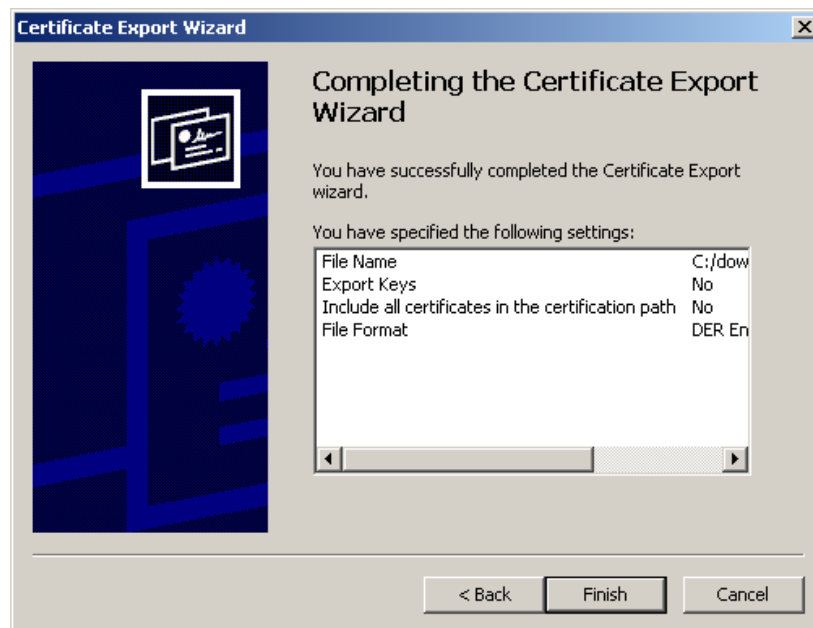 Certificate Export Wizard
Completing the Certificate Export
Wizard
You have successfully completed the Certificate Export
wizard.
You have specified the following settings:
File Name C:/dow
Export Keys No
Include all certificates in the certification path No
File Format DER En
< Back Finish Cancel